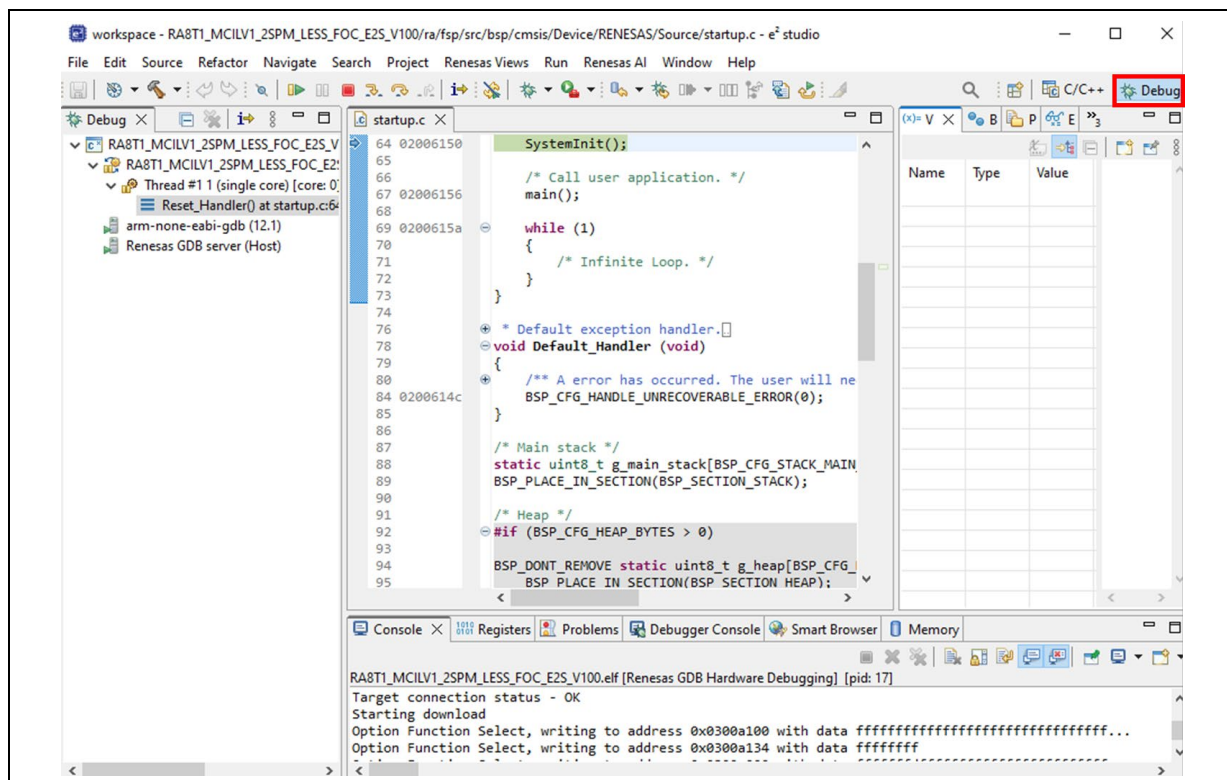 workspace - RA8T1_MCILV1_2SPM_LESS_FOC_E2S_V100/ra/fsp/src/bsp/cmsis/Device/RENESAS/Source/startup.c - e² studio
File Edit Source Refactor Navigate Search Project Renesas Views Run Renesas AI Window Help
C/C++ Debug
Debug
RA8T1_MCILV1_2SPM_LESS_FOC_E2S_V
RA8T1_MCILV1_2SPM_LESS_FOC_E2S
Thread #1 1 (single core) [core: 0]
Reset_Handler() at startup.c:64
arm-none-eabi-gdb (12.1)
Renesas GDB server (Host)
startup.c
64 02006150 SystemInit();
65
66 /* Call user application. */
67 02006156 main();
68
69 0200615a while (1)
70 {
71 /* Infinite Loop. */
72 }
73 }
74
76 * Default exception handler.
78 void Default_Handler (void)
79 {
80 /** A error has occurred. The user will ne
84 0200614c BSP_CFG_HANDLE_UNRECOVERABLE_ERROR(0);
85 }
86
87 /* Main stack */
88 static uint8_t g_main_stack[BSP_CFG_STACK_MAIN_
89 BSP_PLACE_IN_SECTION(BSP_SECTION_STACK);
90
91 /* Heap */
92 #if (BSP_CFG_HEAP_BYTES > 0)
93
94 BSP_DONT_REMOVE static uint8_t g_heap[BSP_CFG_
95 BSP_PLACE_IN_SECTION(BSP_SECTION_HEAP);
(x)= V B P E »3
Name Type Value
Console Registers Problems Debugger Console Smart Browser Memory
RA8T1_MCILV1_2SPM_LESS_FOC_E2S_V100.elf [Renesas GDB Hardware Debugging] [pid: 17]
Target connection status - OK
Starting download
Option Function Select, writing to address 0x0300a100 with data ffffffffffffffffffffffffffffffff...
Option Function Select, writing to address 0x0300a134 with data ffffffff